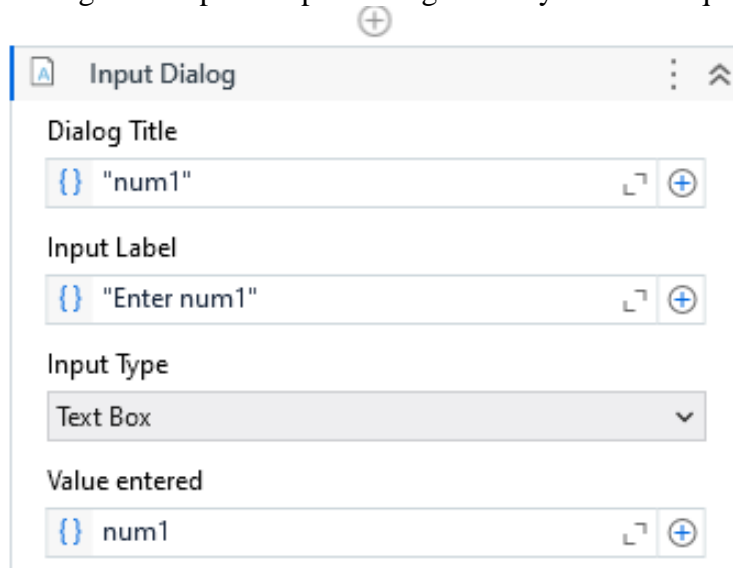 Input Dialog
Dialog Title
{} "num1"
Input Label
{} "Enter num1"
Input Type
Text Box
Value entered
{} num1